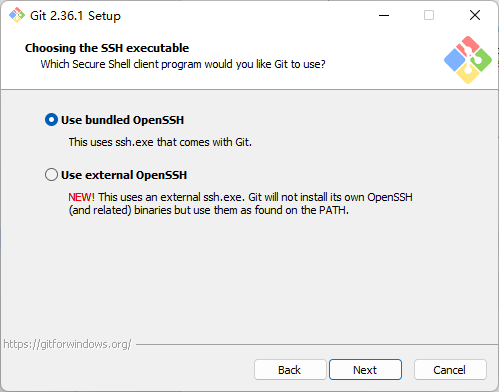 Git 2.36.1 Setup
Choosing the SSH executable
Which Secure Shell client program would you like Git to use?
Use bundled OpenSSH
This uses ssh.exe that comes with Git.
Use external OpenSSH
NEW! This uses an external ssh.exe. Git will not install its own OpenSSH
(and related) binaries but use them as found on the PATH.
https://gitforwindows.org/
Back Next Cancel